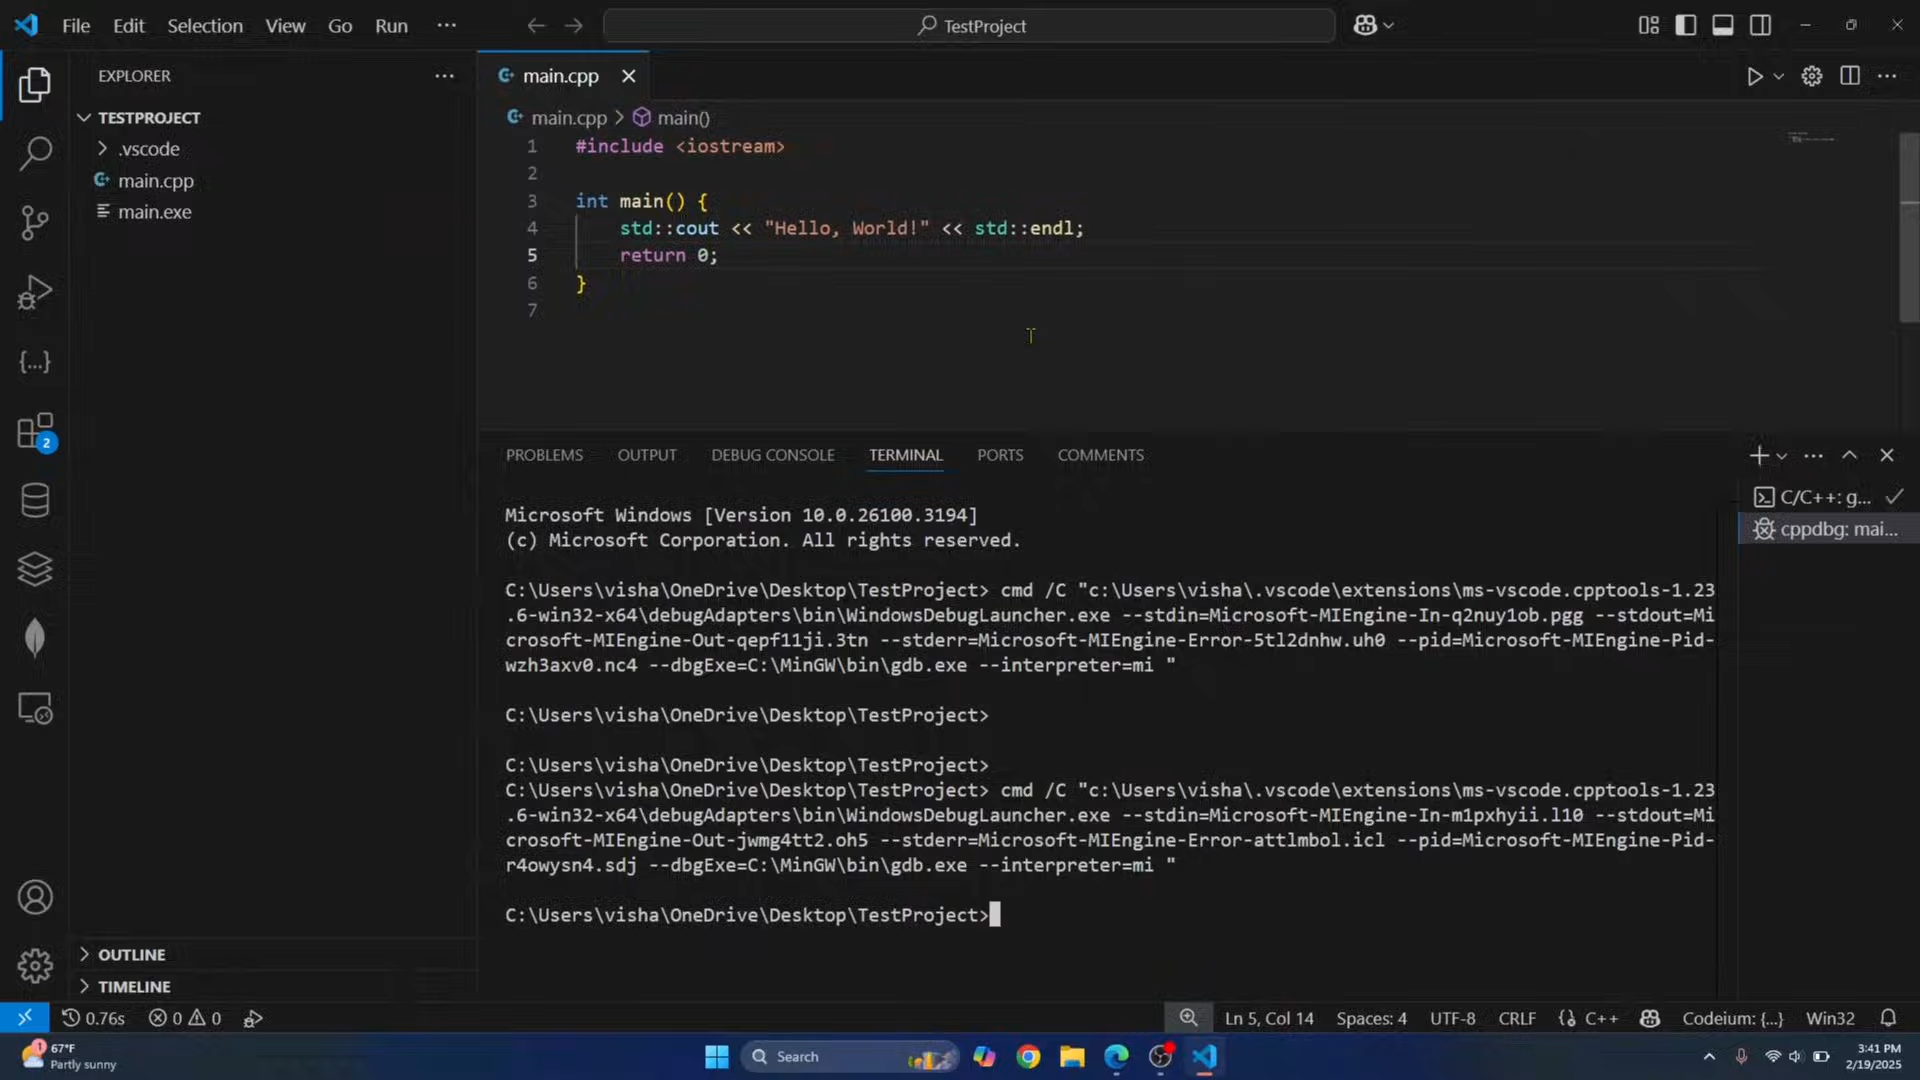 File Edit Selection View Go Run ···
TestProject
EXPLORER
TESTPROJECT
.vscode
main.cpp
main.exe
OUTLINE
TIMELINE
2
main.cpp
main.cpp > main()
1 #include <iostream>
2
3 int main() {
4 std::cout << "Hello, World!" << std::endl;
5 return 0;
6 }
7
PROBLEMS OUTPUT DEBUG CONSOLE TERMINAL PORTS COMMENTS
C/C++: g...
cppdbg: mai...
Microsoft Windows [Version 10.0.26100.3194]
(c) Microsoft Corporation. All rights reserved.
C:\Users\visha\OneDrive\Desktop\TestProject> cmd /C "c:\Users\visha\.vscode\extensions\ms-vscode.cpptools-1.23
.6-win32-x64\debugAdapters\bin\WindowsDebugLauncher.exe --stdin=Microsoft-MIEngine-In-q2nuy1ob.pgg --stdout=Mi
crosoft-MIEngine-Out-qepf11ji.3tn --stderr=Microsoft-MIEngine-Error-5tl2dnhw.uh0 --pid=Microsoft-MIEngine-Pid-
wzh3axv0.nc4 --dbgExe=C:\MinGW\bin\gdb.exe --interpreter=mi "
C:\Users\visha\OneDrive\Desktop\TestProject>
C:\Users\visha\OneDrive\Desktop\TestProject>
C:\Users\visha\OneDrive\Desktop\TestProject> cmd /C "c:\Users\visha\.vscode\extensions\ms-vscode.cpptools-1.23
.6-win32-x64\debugAdapters\bin\WindowsDebugLauncher.exe --stdin=Microsoft-MIEngine-In-m1pxhyii.l10 --stdout=Mi
crosoft-MIEngine-Out-jwmg4tt2.oh5 --stderr=Microsoft-MIEngine-Error-attlmbol.icl --pid=Microsoft-MIEngine-Pid-
r4owysn4.sdj --dbgExe=C:\MinGW\bin\gdb.exe --interpreter=mi "
C:\Users\visha\OneDrive\Desktop\TestProject>
0.76s 0 0 Ln 5, Col 14 Spaces: 4 UTF-8 CRLF {} C++ Codeium: {...} Win32
1 67°F
Partly sunny
Search
3:41 PM
2/19/2025